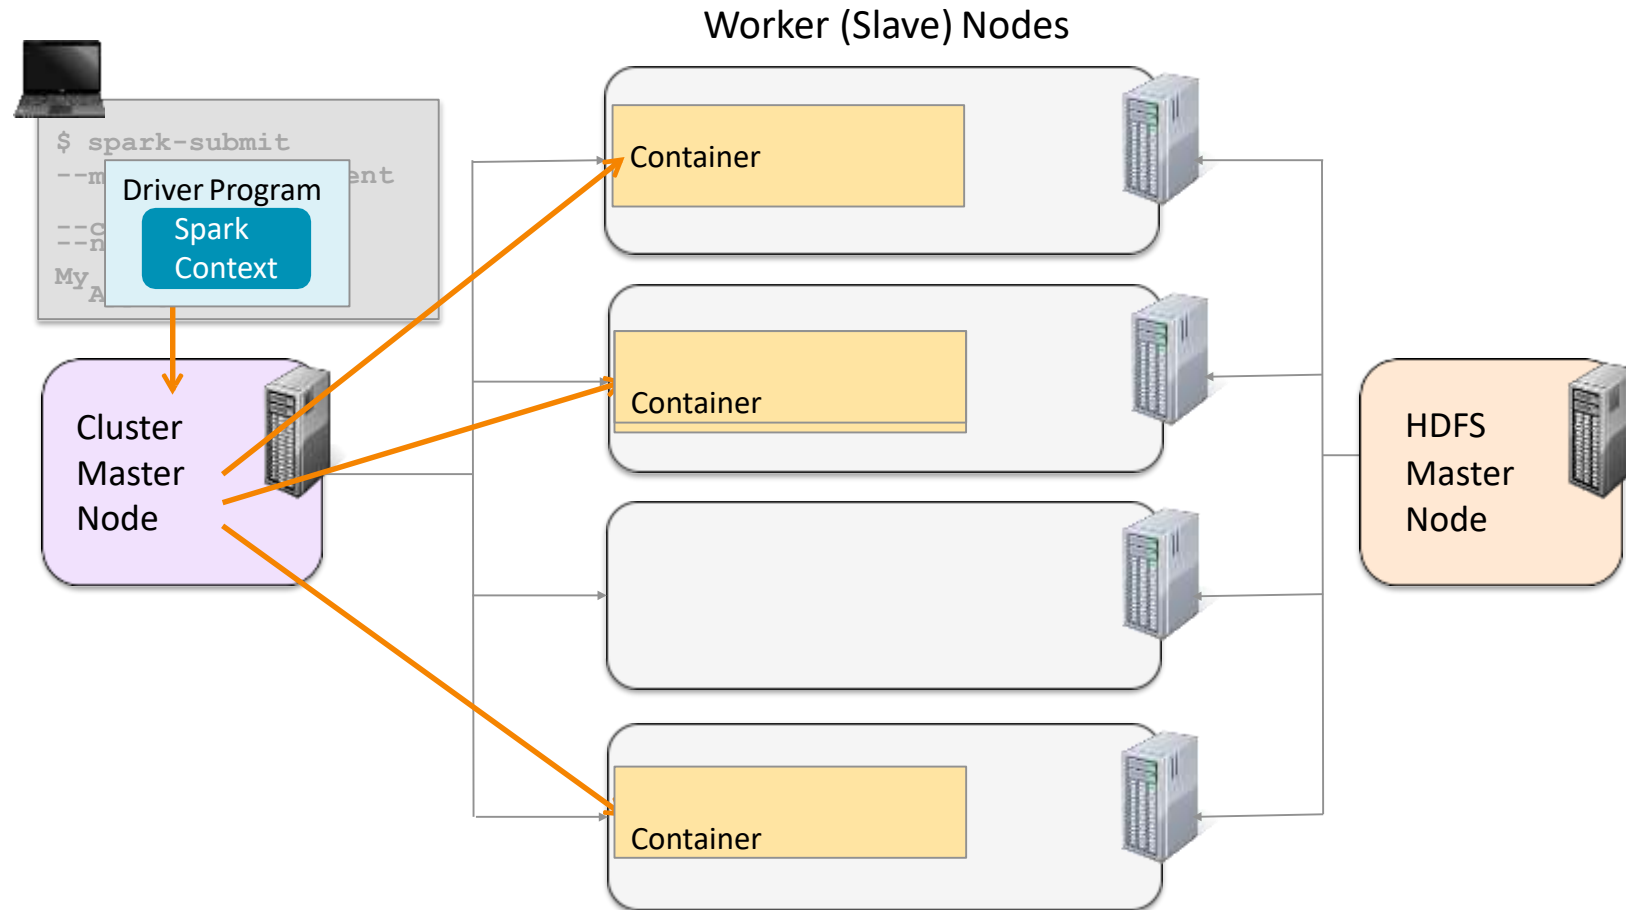 Worker (Slave) Nodes
$ spark-submit
Driver Program
Spark
Context
My
Container
Container
Container
Cluster
Master
Node
HDFS
Master
Node